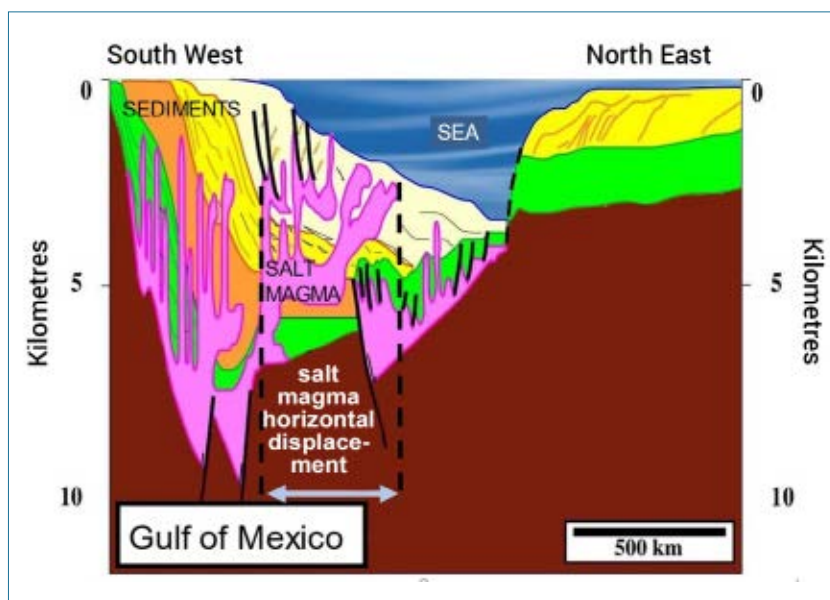 South West
North East
0
0
SEDIMENTS
SEA
Kilometres
5
SALT
MAGMA
5
Kilometres
salt
magma
horizontal
displace-
ment
10
10
Gulf of Mexico
500 km